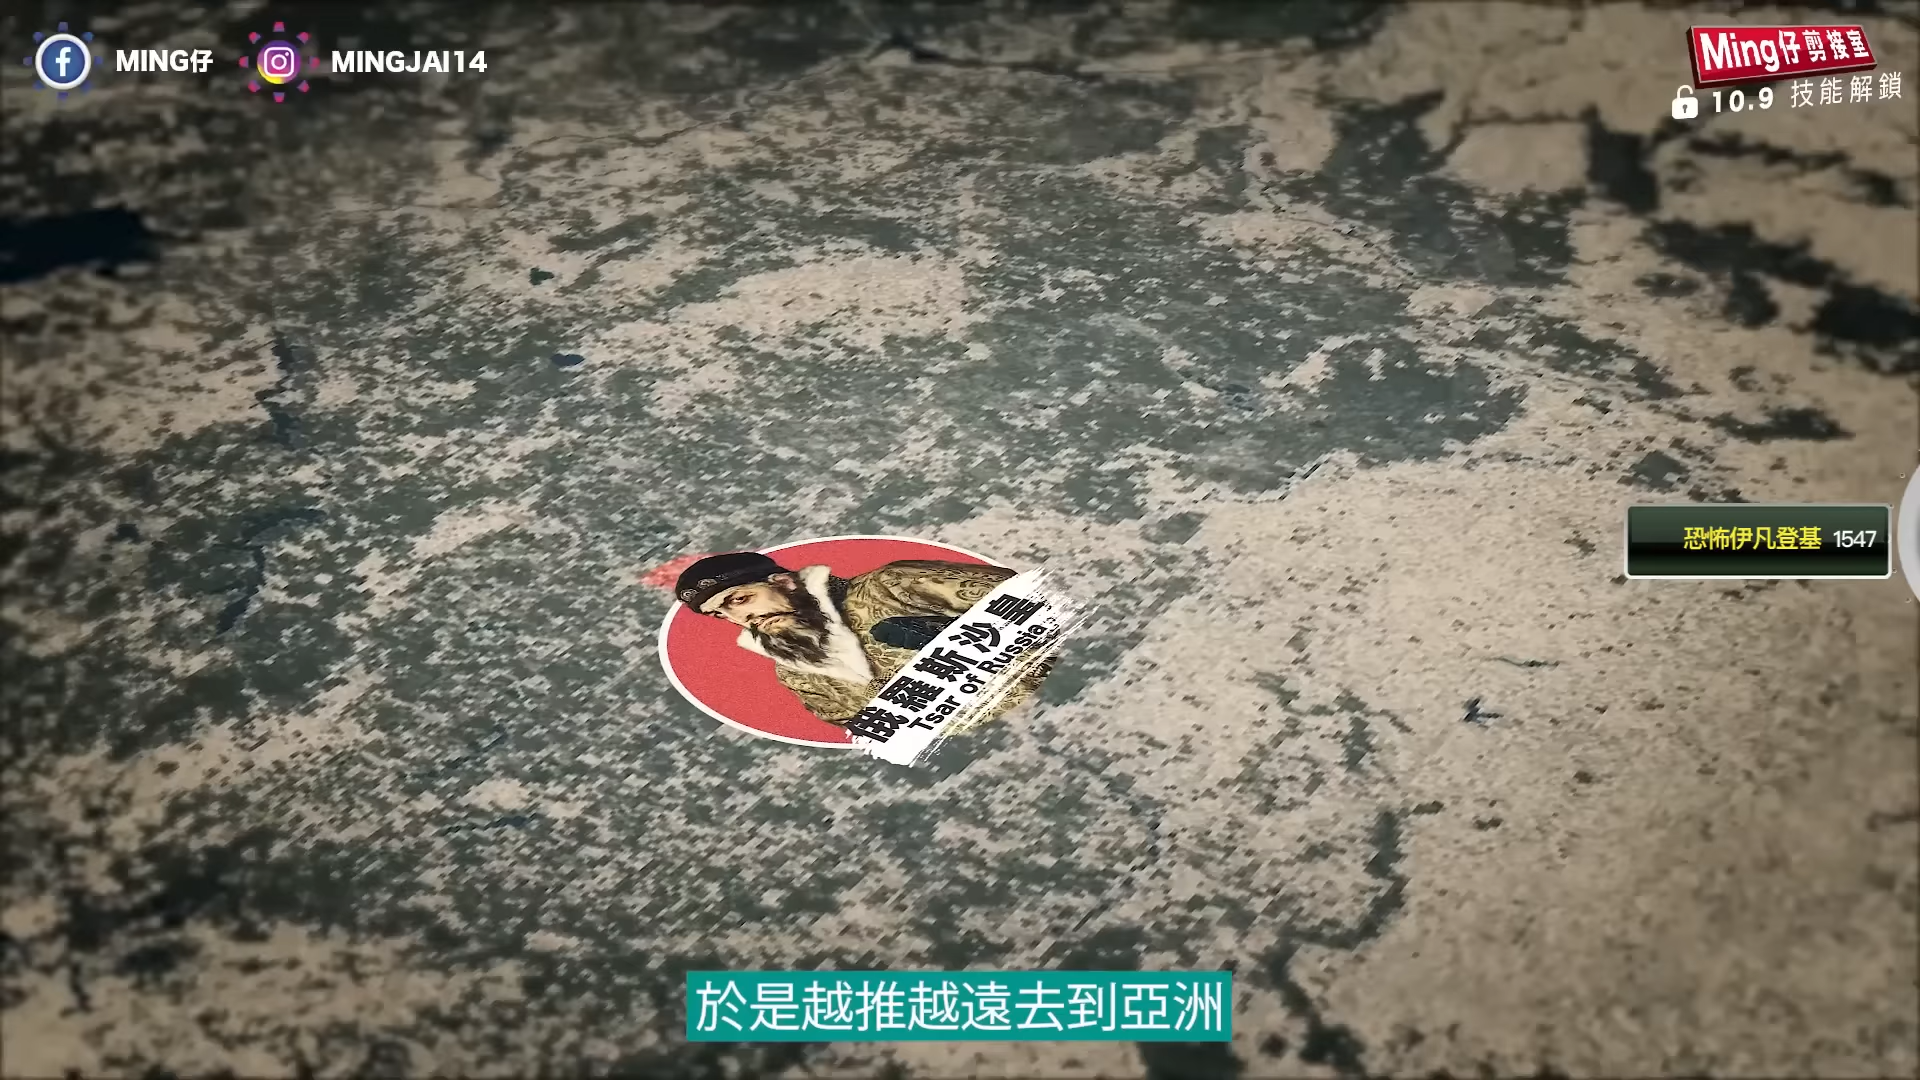 MING仔
MINGJAI14
Ming仔剪接室
10.9 技能解鎖
恐怖伊凡登基 1547
俄羅斯沙皇
Tsar of Russia
於是越推越遠去到亞洲